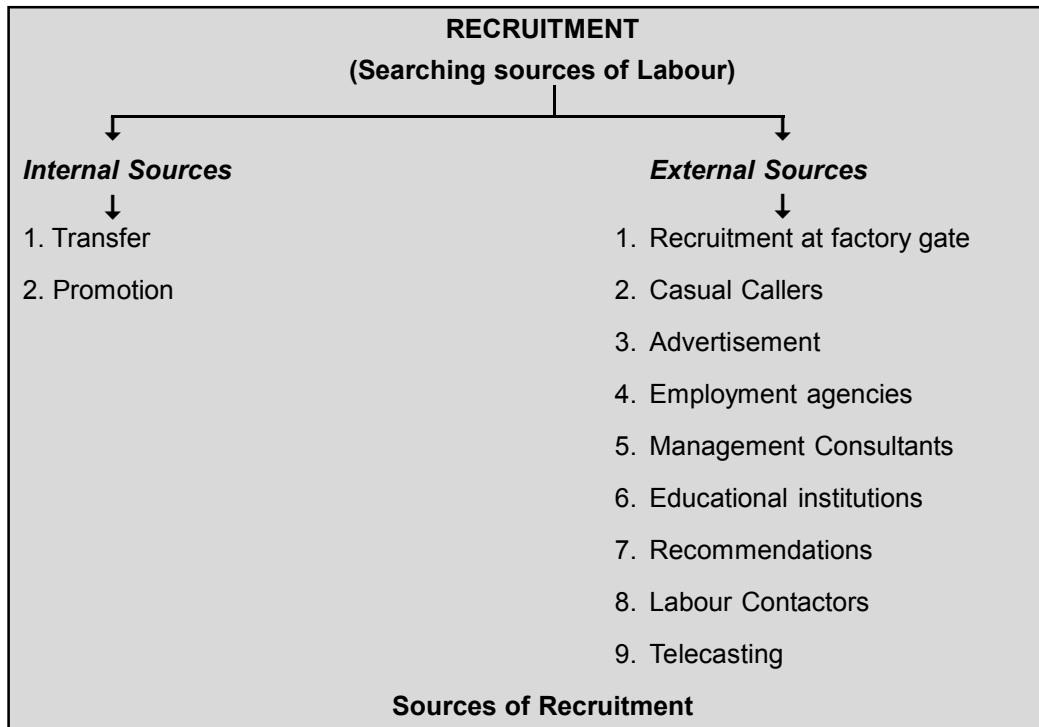 RECRUITMENT
(Searching sources of Labour)
Internal Sources
1. Transfer
2. Promotion
External Sources
1. Recruitment at factory gate
2. Casual Callers
3. Advertisement
4. Employment agencies
5. Management Consultants
6. Educational institutions
7. Recommendations
8. Labour Contactors
9. Telecasting
Sources of Recruitment